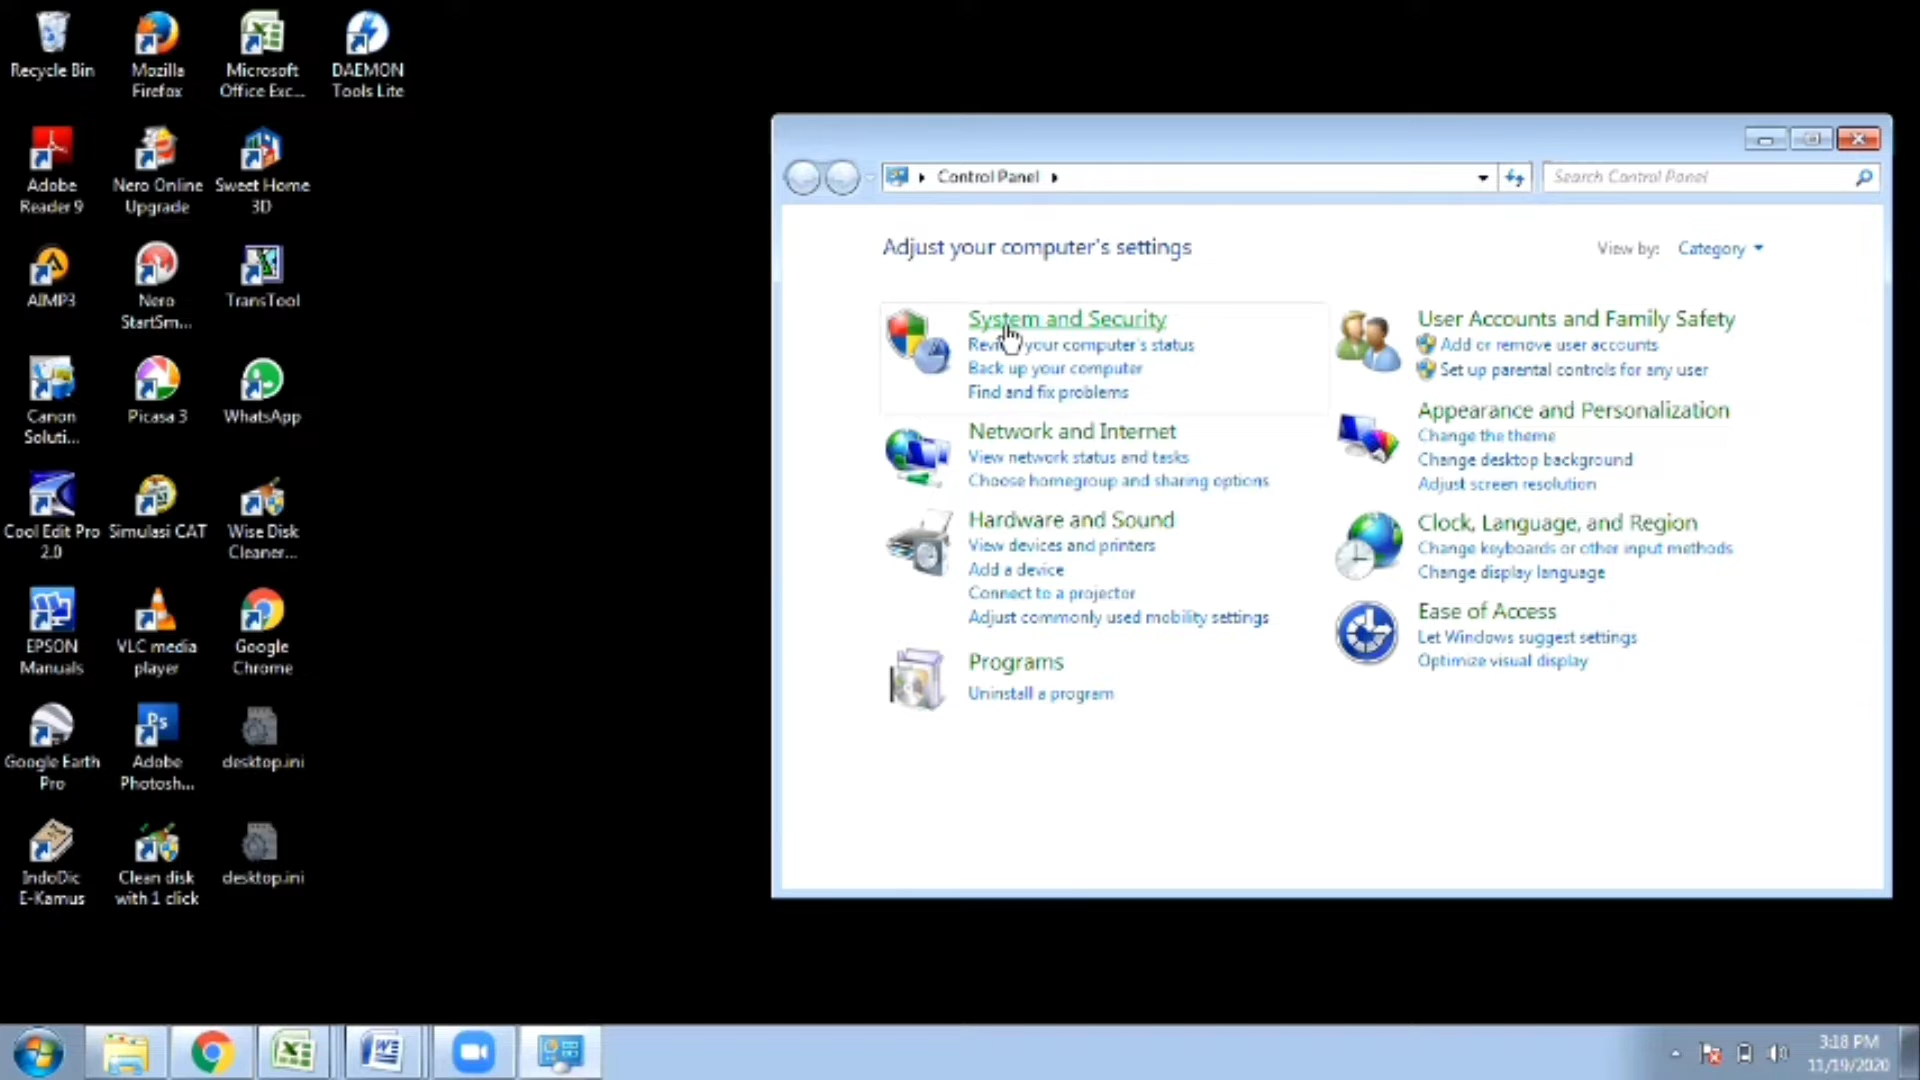 Recycle Bin
Mozilla
Firefox
Microsoft
Office Exc...
DAEMON
Tools Lite
Adobe
Reader 9
Nero Online
Upgrade
Sweet Home
3D
AIMP3
Nero
StartSm...
TransTool
Canon
Soluti...
Picasa 3
WhatsApp
Cool Edit Pro
2.0
Simulasi CAT
Wise Disk
Cleaner...
EPSON
Manuals
VLC media
player
Google
Chrome
Google Earth
Pro
Ps
Adobe
Photosh...
desktop.ini
IndoDic
E-Kamus
Clean disk
with 1 click
desktop.ini
Control Panel
Search Control Panel
Adjust your computer's settings
View by: Category
System and Security
Review your computer's status
Back up your computer
Find and fix problems
Network and Internet
View network status and tasks
Choose homegroup and sharing options
Hardware and Sound
View devices and printers
Add a device
Connect to a projector
Adjust commonly used mobility settings
Programs
Uninstall a program
User Accounts and Family Safety
Add or remove user accounts
Set up parental controls for any user
Appearance and Personalization
Change the theme
Change desktop background
Adjust screen resolution
Clock, Language, and Region
Change keyboards or other input methods
Change display language
Ease of Access
Let Windows suggest settings
Optimize visual display
3:18 PM
11/19/2020